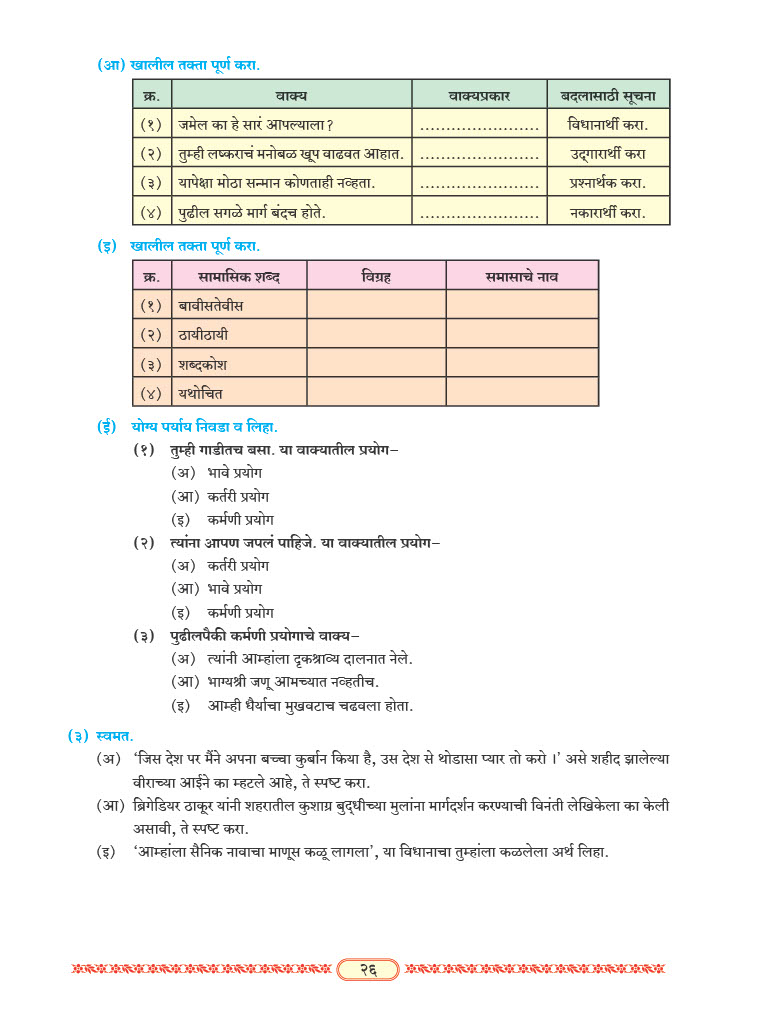 (आ) खालील तक्ता पूर्ण करा.
क्र. वाक्य वाक्यप्रकार बदलासाठी सूचना
(१) जमेल का हे सारं आपल्याला? ....................... विधानार्थी करा.
(२) तुम्ही लष्कराचं मनोबळ खूप वाढवत आहात. ....................... उद्‌गारार्थी करा
(३) यापेक्षा मोठा सन्मान कोणताही नव्हता. ....................... प्रश्नार्थक करा.
(४) पुढील सगळे मार्ग बंदच होते. ....................... नकारार्थी करा.
(इ) खालील तक्ता पूर्ण करा.
क्र. सामासिक शब्द विग्रह समासाचे नाव
(१) बावीसतेवीस
(२) ठायीठायी
(३) शब्दकोश
(४) यथोचित
(ई) योग्य पर्याय निवडा व लिहा.
(१) तुम्ही गाडीतच बसा. या वाक्यातील प्रयोग–
(अ) भावे प्रयोग
(आ) कर्तरी प्रयोग
(इ) कर्मणी प्रयोग
(२) त्यांना आपण जपलं पाहिजे. या वाक्यातील प्रयोग–
(अ) कर्तरी प्रयोग
(आ) भावे प्रयोग
(इ) कर्मणी प्रयोग
(३) पुढीलपैकी कर्मणी प्रयोगाचे वाक्य–
(अ) त्यांनी आम्हांला दृकश्राव्य दालनात नेले.
(आ) भाग्यश्री जणू आमच्यात नव्हतीच.
(इ) आम्ही धैर्याचा मुखवटाच चढवला होता.
(३) स्वमत.
(अ) ‘जिस देश पर मैंने अपना बच्चा कुर्बान किया है, उस देश से थोडासा प्यार तो करो ।’ असे शहीद झालेल्या
वीराच्या आईने का म्हटले आहे, ते स्पष्ट करा.
(आ) ब्रिगेडियर ठाकूर यांनी शहरातील कुशाग्र बुद्‌धीच्या मुलांना मार्गदर्शन करण्याची विनंती लेखिकेला का केली
असावी, ते स्पष्ट करा.
(इ) ‘आम्हांला सैनिक नावाचा माणूस कळू लागला’, या विधानाचा तुम्हांला कळलेला अर्थ लिहा.
२६